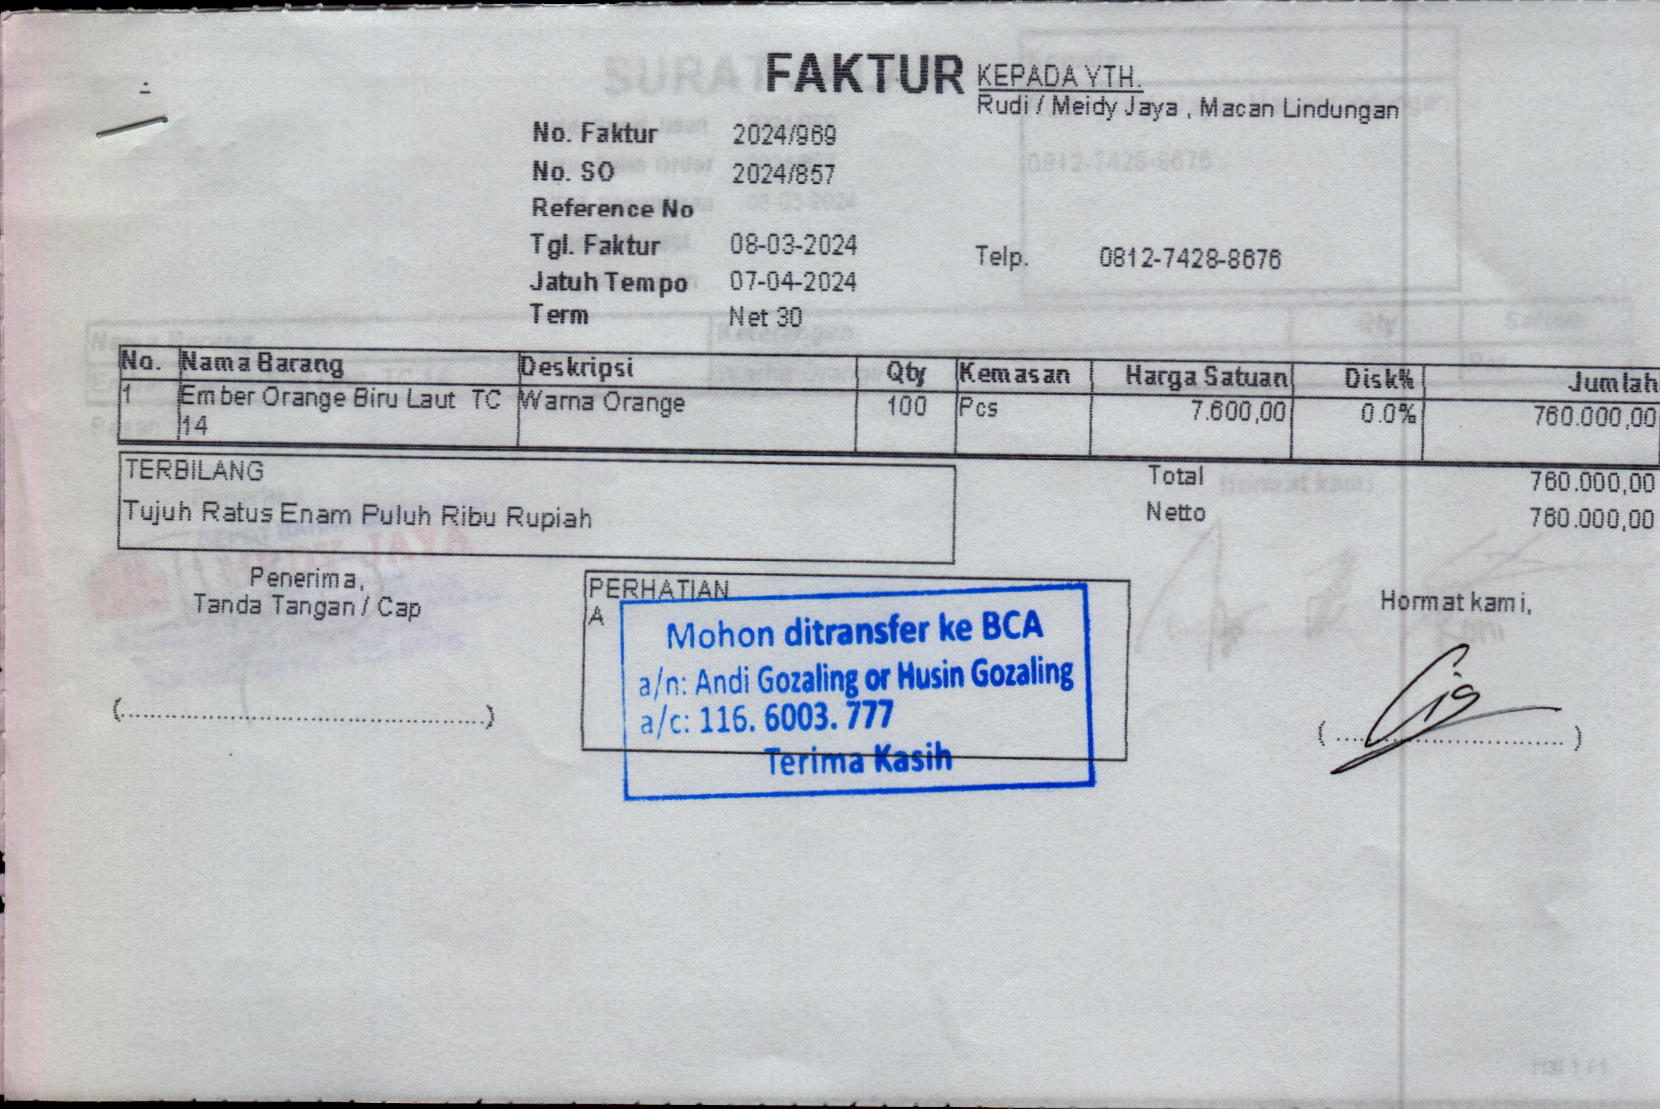 FAKTUR
KEPADA YTH.
Rudi / Meidy Jaya , Macan Lindungan
No. Faktur 2024/969
No. SO 2024/857
Reference No
Tgl. Faktur 08-03-2024
Telp. 0812-7428-8676
Jatuh Tempo 07-04-2024
Term Net 30
No. Nama Barang Deskripsi Qty Kemasan Harga Satuan Disk% Jumlah
1 Ember Orange Biru Laut TC Warna Orange 100 Pcs 7.600,00 0.0% 760.000,00
14
TERBILANG
Tujuh Ratus Enam Puluh Ribu Rupiah
Total 760.000,00
Netto 760.000,00
Penerima,
Tanda Tangan / Cap
PERHATIAN
A
Mohon ditransfer ke BCA
a/n: Andi Gozaling or Husin Gozaling
a/c: 116. 6003. 777
Terima Kasih
Hormat kami,